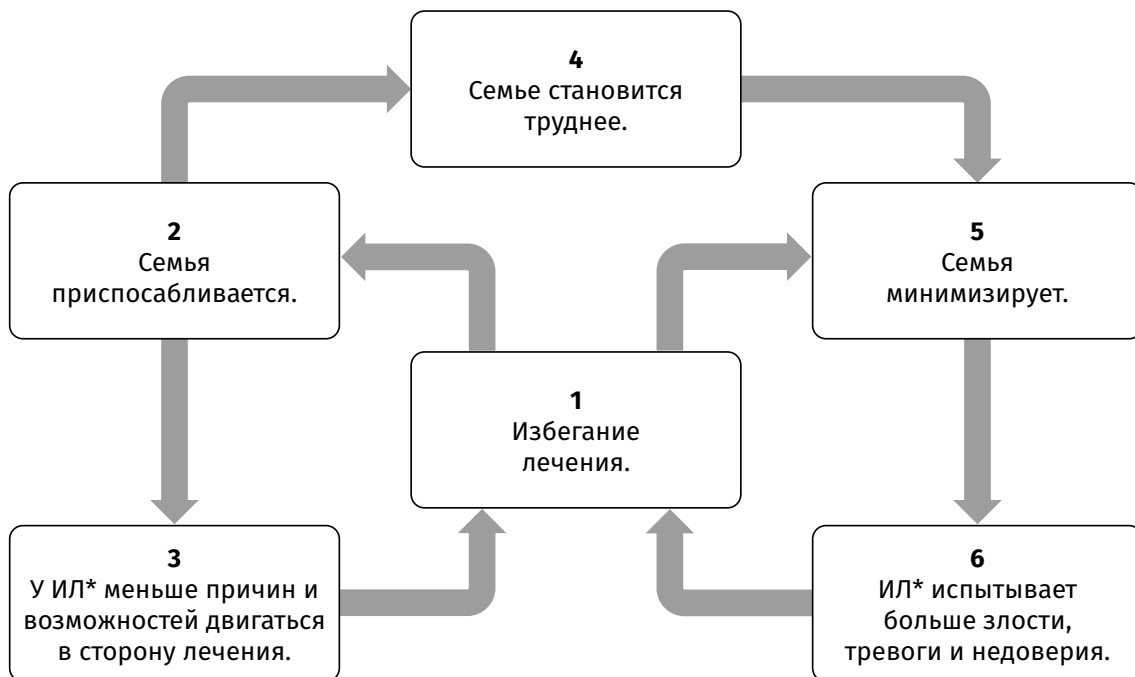 4
Семье становится
труднее.
2
Семья
приспосабливается.
5
Семья
минимизирует.
1
Избегание
лечения.
3
У ИЛ* меньше причин и
возможностей двигаться
в сторону лечения.
6
ИЛ* испытывает
больше злости,
тревоги и недоверия.